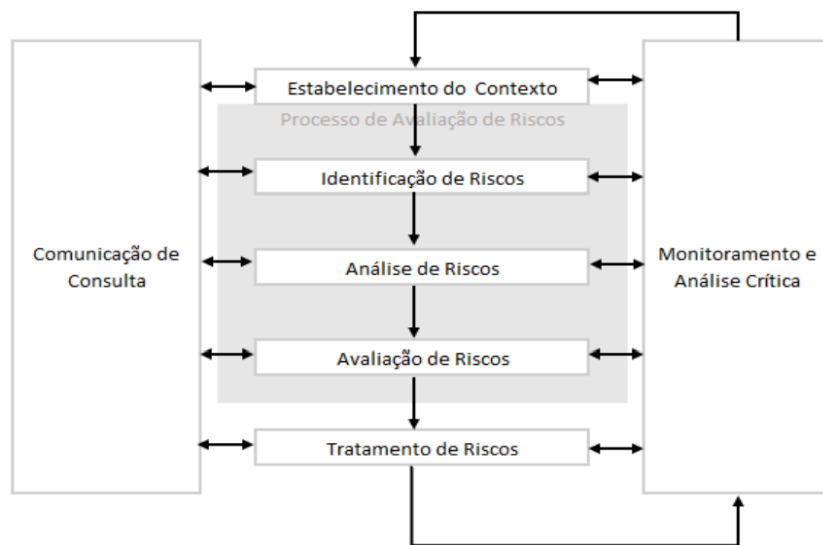 Estabelecimento do Contexto
Processo de Avaliação de Riscos
Identificação de Riscos
Comunicação de
Consulta
Análise de Riscos
Monitoramento e
Análise Crítica
Avaliação de Riscos
Tratamento de Riscos